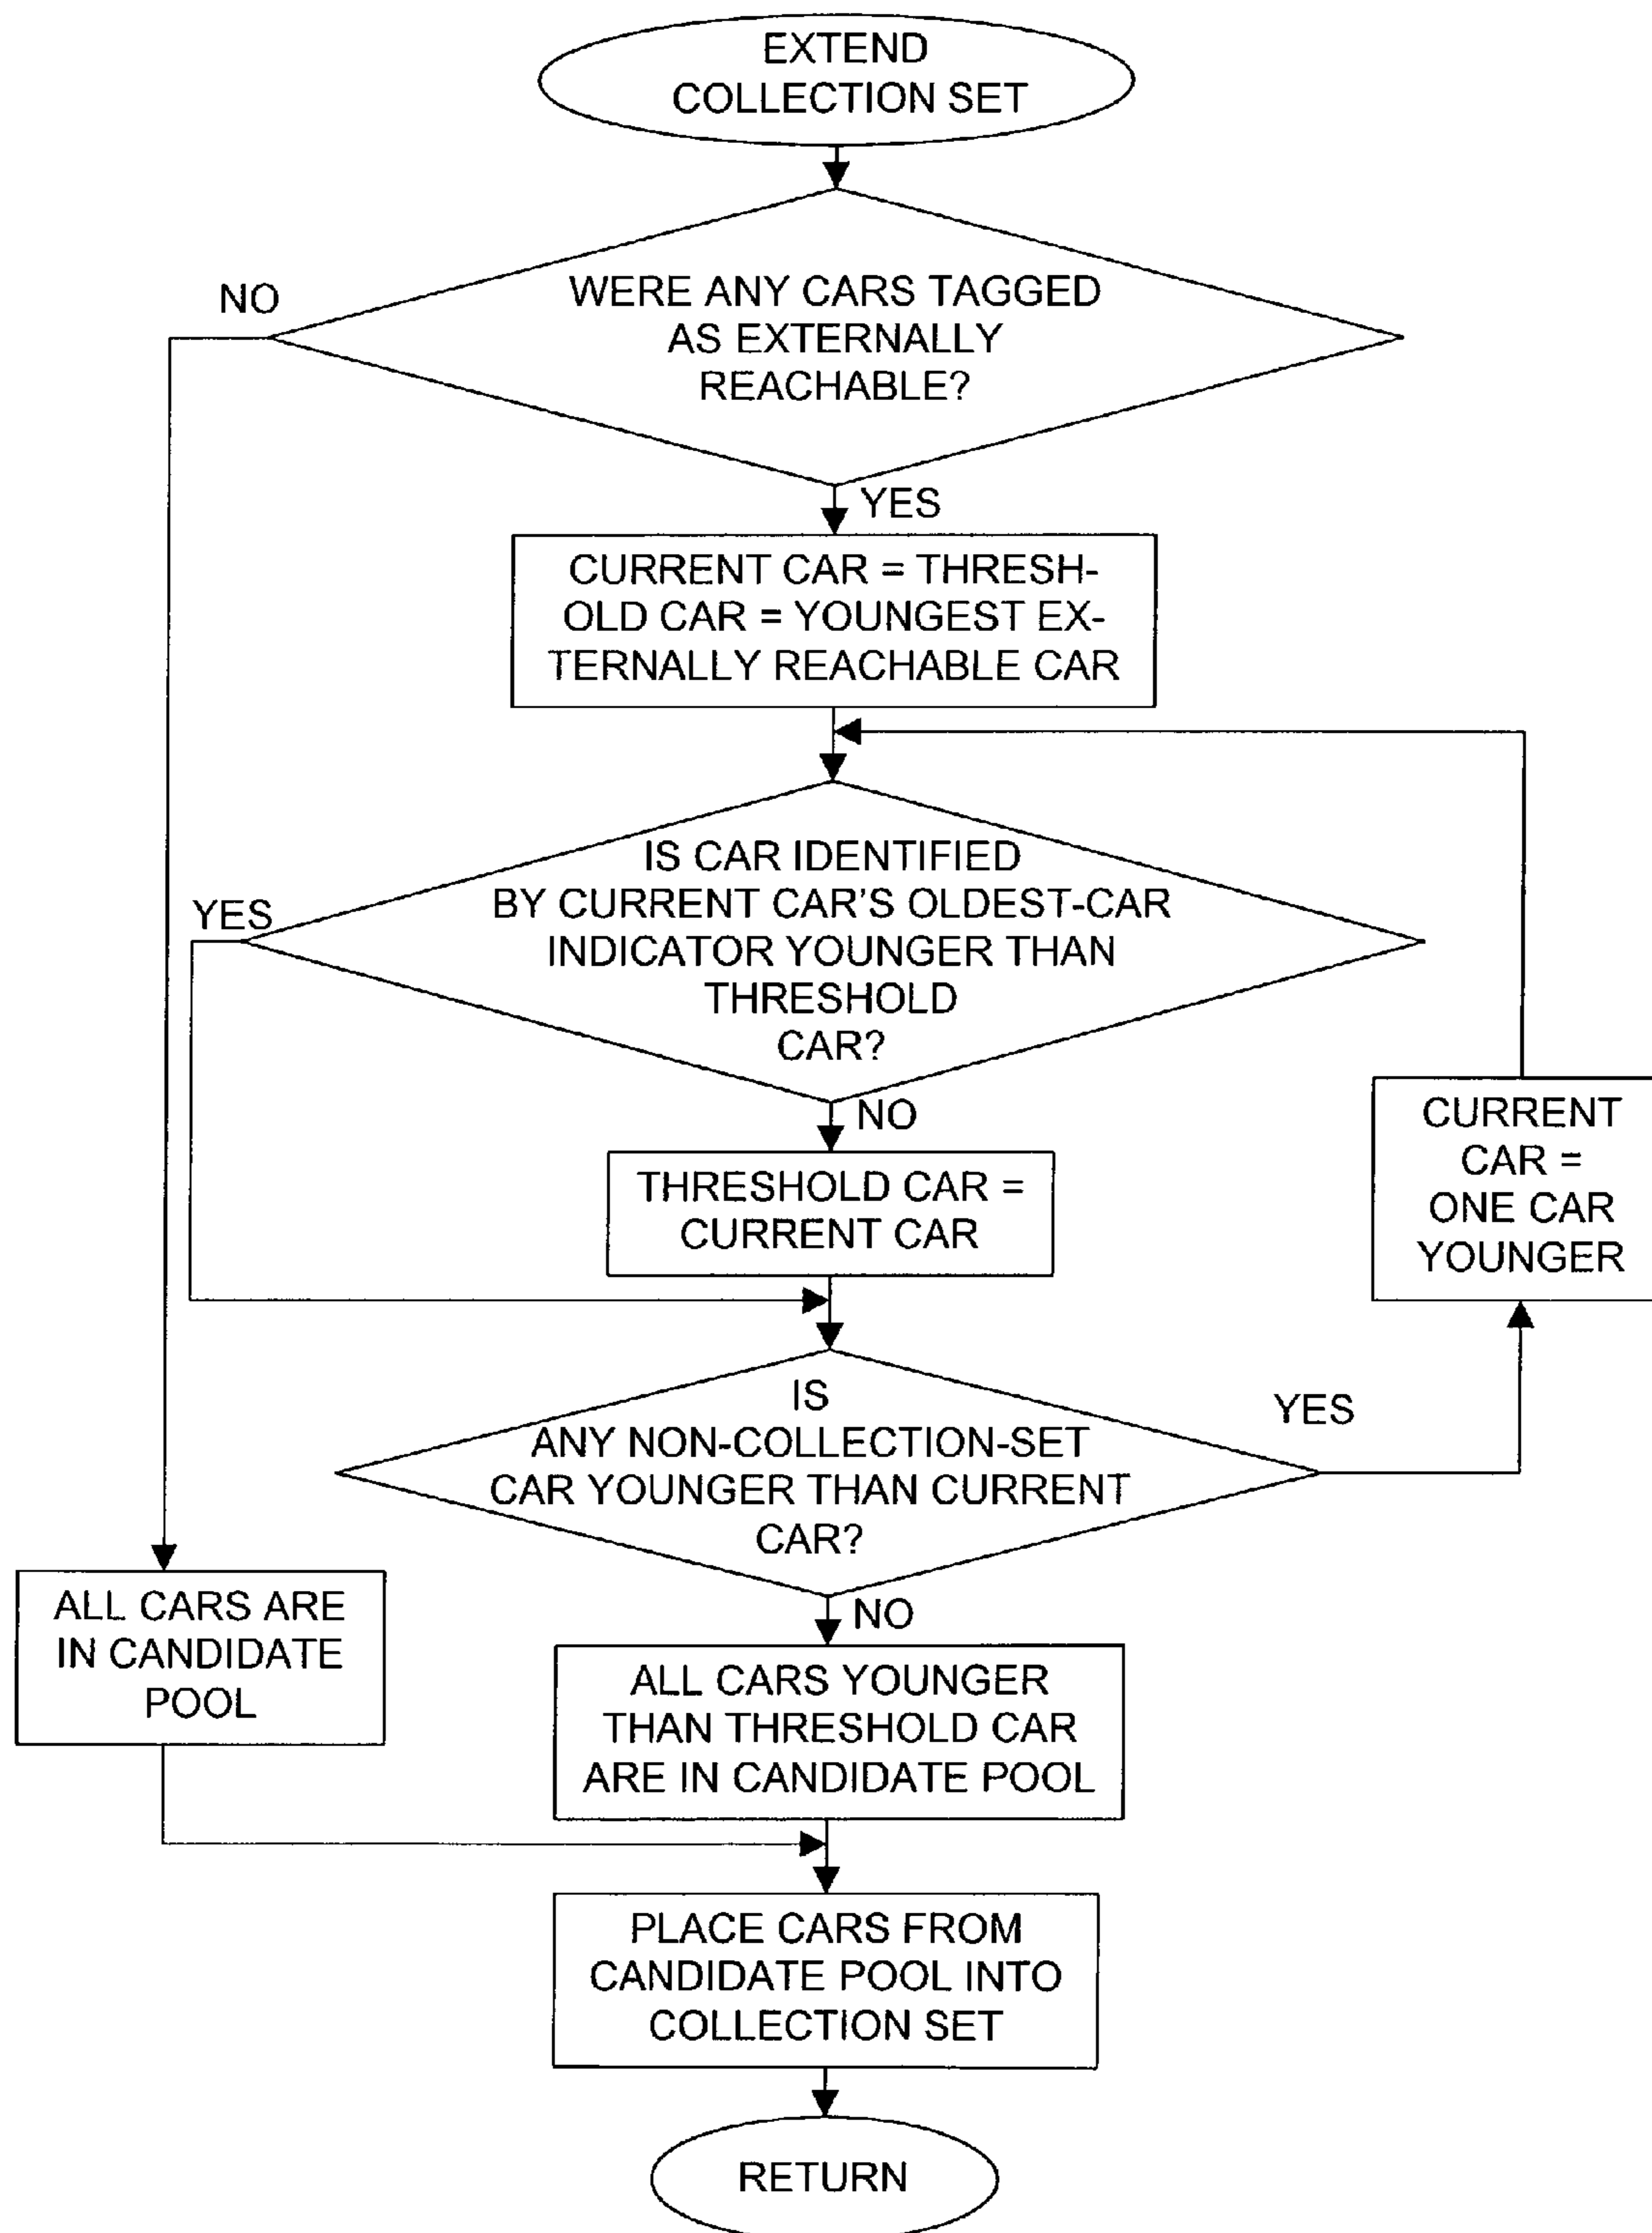 EXTEND
COLLECTION SET
NO
WERE ANY CARS TAGGED
AS EXTERNALLY
REACHABLE?
YES
CURRENT CAR = THRESH-
OLD CAR = YOUNGEST EX-
TERNALLY REACHABLE CAR
IS CAR IDENTIFIED
BY CURRENT CAR'S OLDEST-CAR
INDICATOR YOUNGER THAN
THRESHOLD
CAR?
YES
NO
THRESHOLD CAR =
CURRENT CAR
CURRENT
CAR =
ONE CAR
YOUNGER
IS
ANY NON-COLLECTION-SET
CAR YOUNGER THAN CURRENT
CAR?
YES
NO
ALL CARS ARE
IN CANDIDATE
POOL
ALL CARS YOUNGER
THAN THRESHOLD CAR
ARE IN CANDIDATE POOL
PLACE CARS FROM
CANDIDATE POOL INTO
COLLECTION SET
RETURN